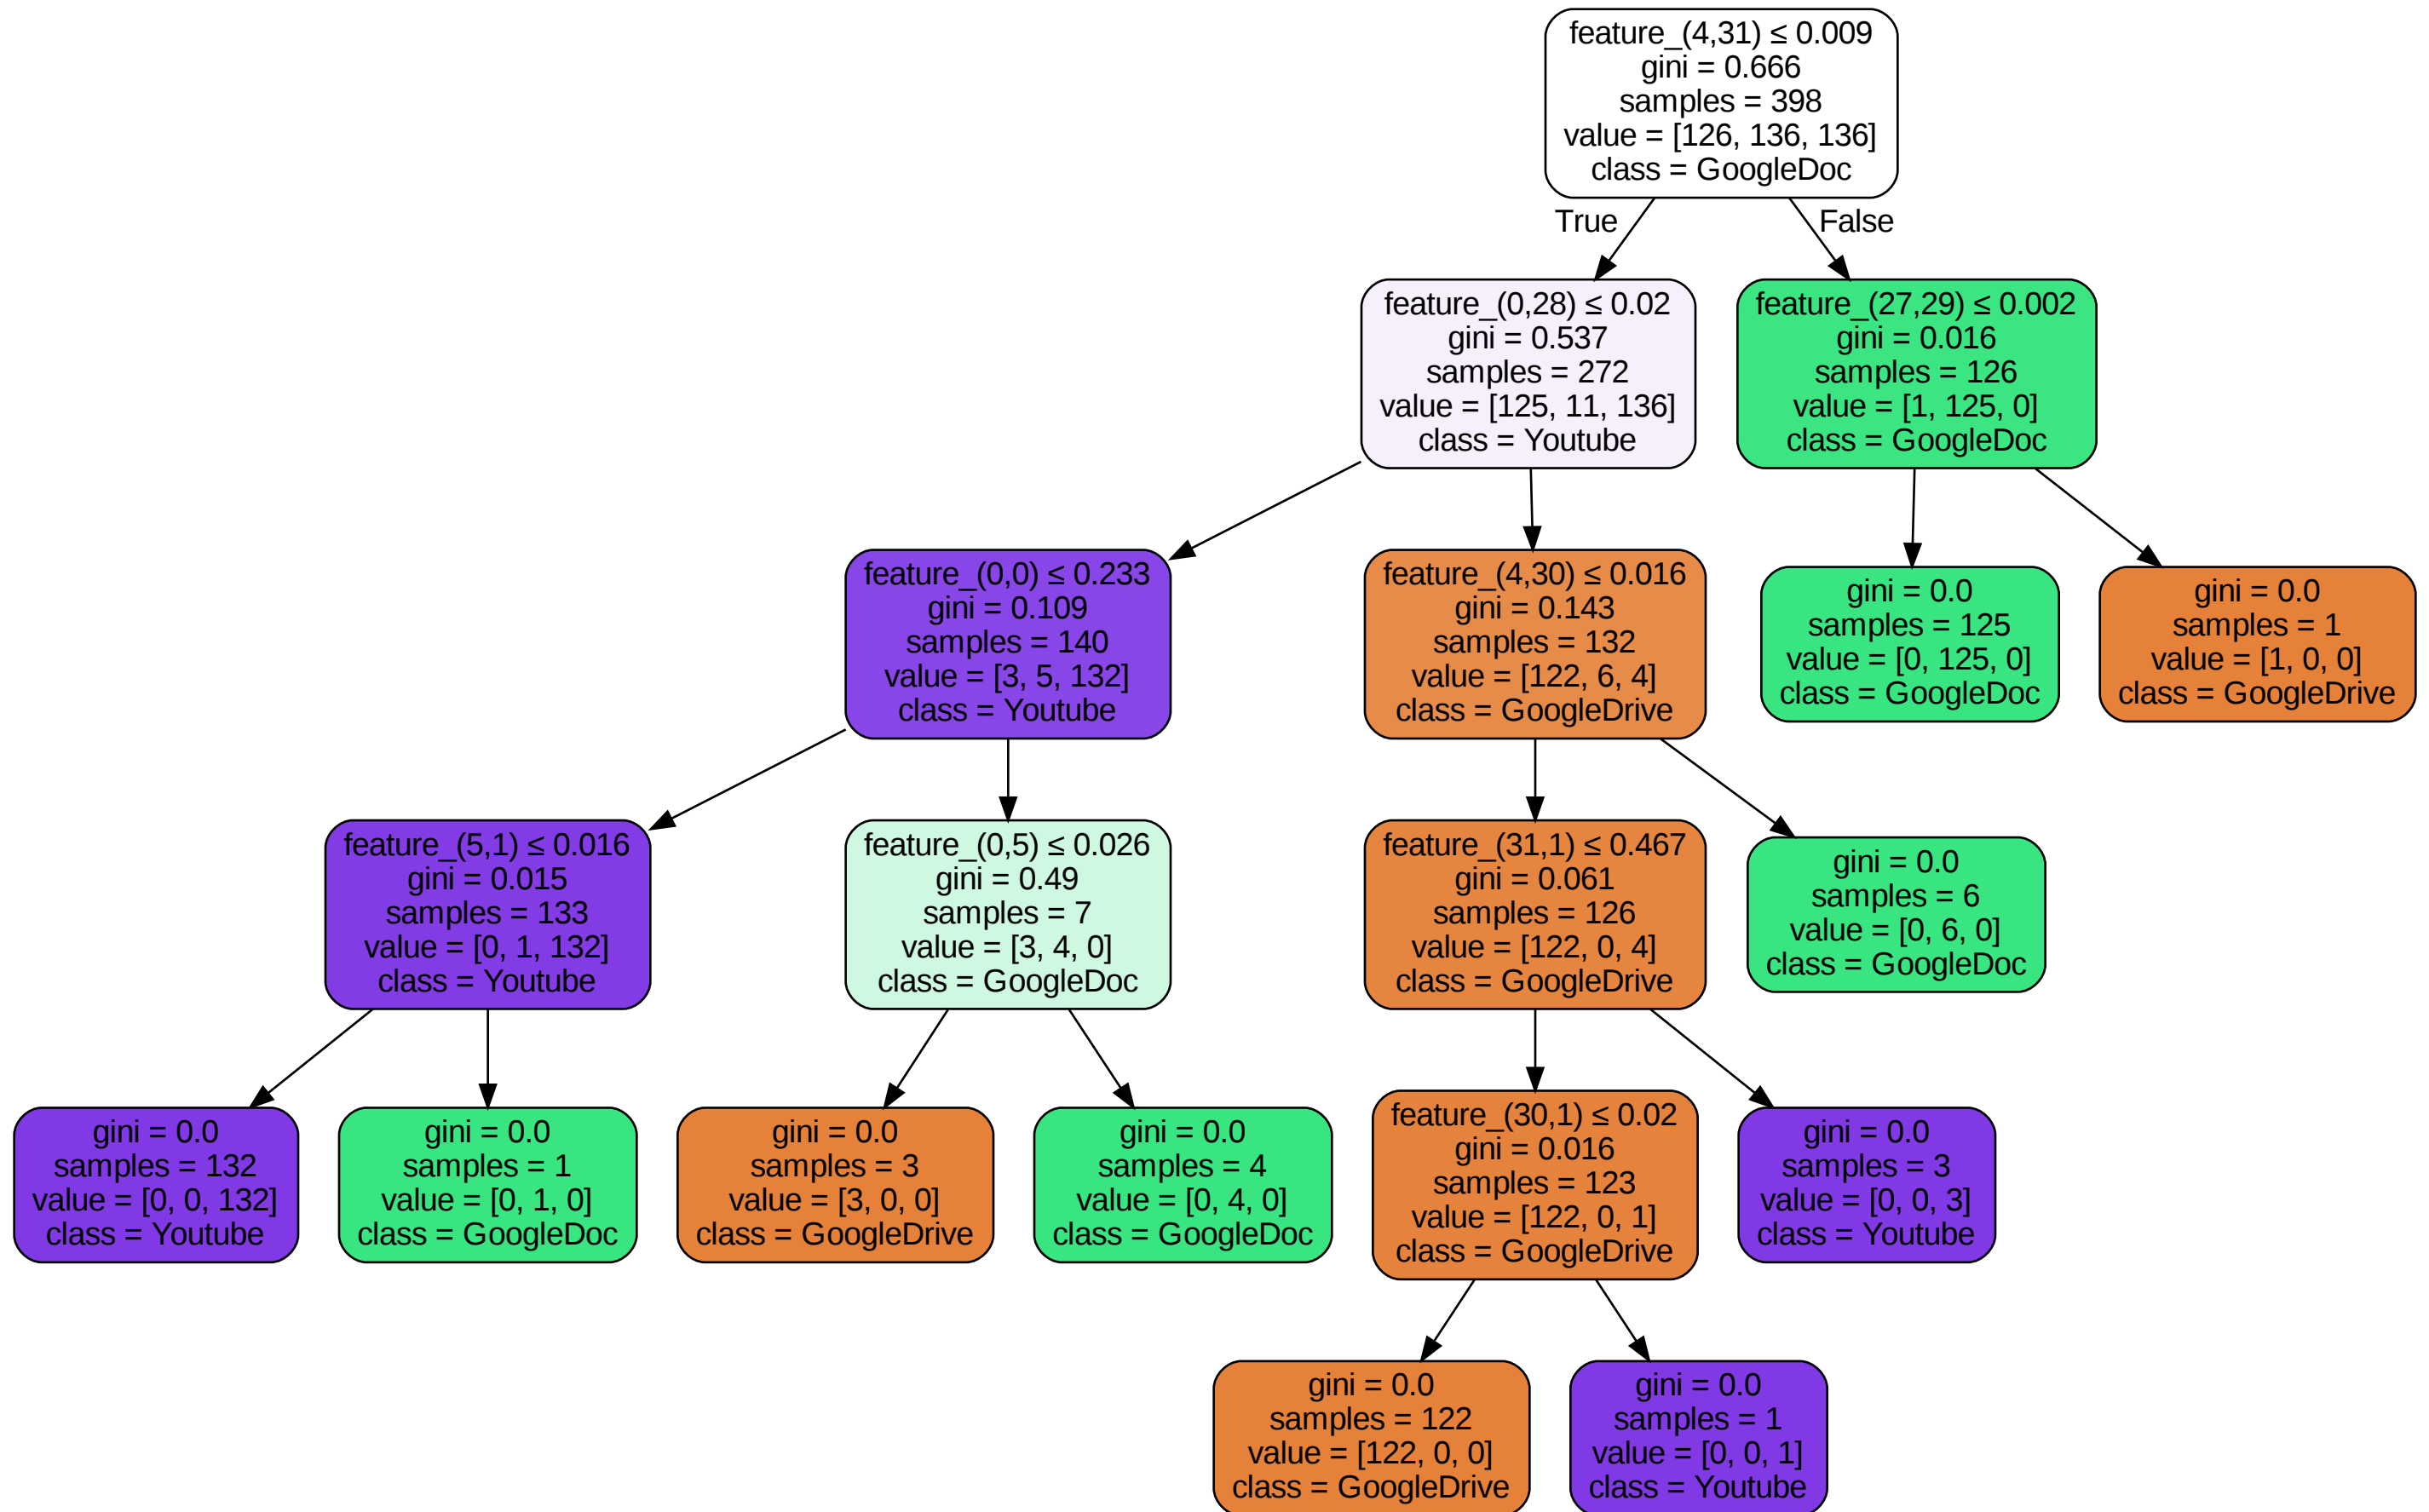 feature_(4,31) ≤ 0.009
gini = 0.666
samples = 398
value = [126, 136, 136]
class = GoogleDoc
True
False
feature_(0,28) ≤ 0.02
gini = 0.537
samples = 272
value = [125, 11, 136]
class = Youtube
feature_(27,29) ≤ 0.002
gini = 0.016
samples = 126
value = [1, 125, 0]
class = GoogleDoc
feature_(0,0) ≤ 0.233
gini = 0.109
samples = 140
value = [3, 5, 132]
class = Youtube
feature_(4,30) ≤ 0.016
gini = 0.143
samples = 132
value = [122, 6, 4]
class = GoogleDrive
gini = 0.0
samples = 125
value = [0, 125, 0]
class = GoogleDoc
gini = 0.0
samples = 1
value = [1, 0, 0]
class = GoogleDrive
feature_(5,1) ≤ 0.016
gini = 0.015
samples = 133
value = [0, 1, 132]
class = Youtube
feature_(0,5) ≤ 0.026
gini = 0.49
samples = 7
value = [3, 4, 0]
class = GoogleDoc
feature_(31,1) ≤ 0.467
gini = 0.061
samples = 126
value = [122, 0, 4]
class = GoogleDrive
gini = 0.0
samples = 6
value = [0, 6, 0]
class = GoogleDoc
gini = 0.0
samples = 132
value = [0, 0, 132]
class = Youtube
gini = 0.0
samples = 1
value = [0, 1, 0]
class = GoogleDoc
gini = 0.0
samples = 3
value = [3, 0, 0]
class = GoogleDrive
gini = 0.0
samples = 4
value = [0, 4, 0]
class = GoogleDoc
feature_(30,1) ≤ 0.02
gini = 0.016
samples = 123
value = [122, 0, 1]
class = GoogleDrive
gini = 0.0
samples = 3
value = [0, 0, 3]
class = Youtube
gini = 0.0
samples = 122
value = [122, 0, 0]
class = GoogleDrive
gini = 0.0
samples = 1
value = [0, 0, 1]
class = Youtube